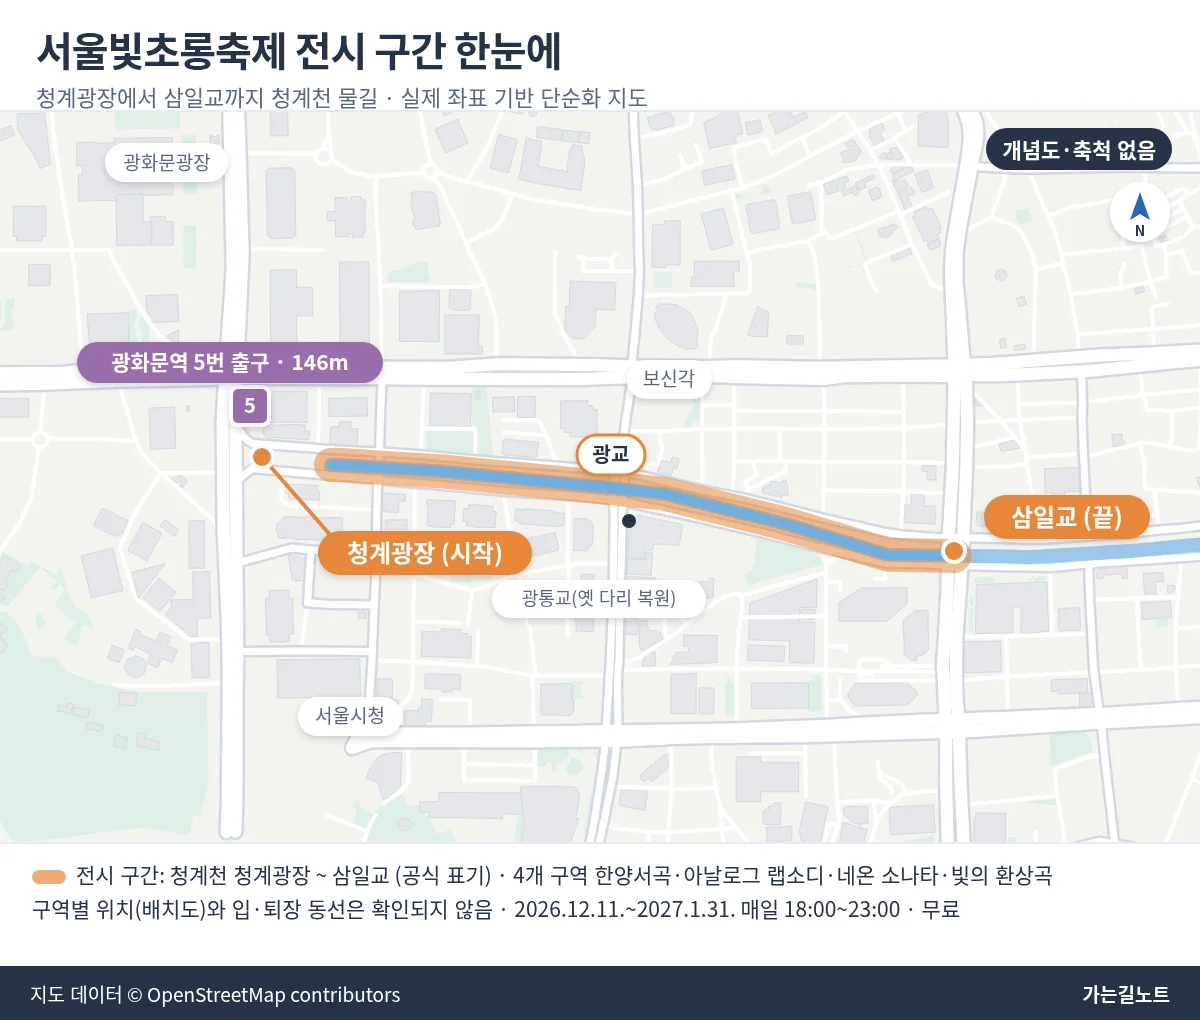 서울빛초롱축제 전시 구간 한눈에
청계광장에서 삼일교까지 청계천 물길 · 실제 좌표 기반 단순화 지도
광화문광장
개념도·축척 없음
N
광화문역 5번 출구 · 146m
5
보신각
광교
삼일교 (끝)
청계광장 (시작)
광통교(옛 다리 복원)
서울시청
전시 구간: 청계천 청계광장 ~ 삼일교 (공식 표기) · 4개 구역 한양서곡·아날로그 랩소디·네온 소나타·빛의 환상곡
구역별 위치(배치도)와 입·퇴장 동선은 확인되지 않음 · 2026.12.11.~2027.1.31. 매일 18:00~23:00 · 무료
지도 데이터 © OpenStreetMap contributors
가는길노트